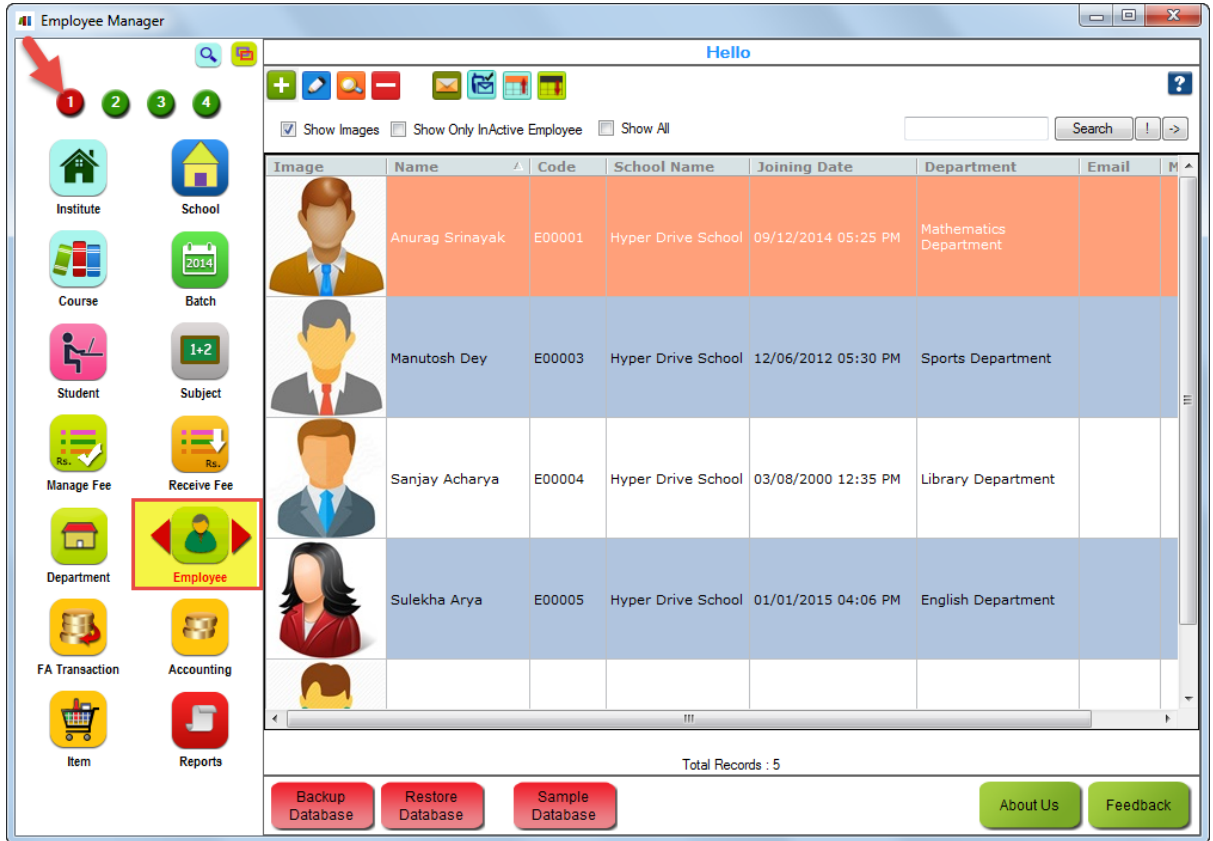 Employee Manager
Hello
1 2 3 4
?
Show Images Show Only InActive Employee Show All Search ! ->
Institute School
2014
Course Batch
1+2
Student Subject
Rs. Rs.
Manage Fee Receive Fee
Department Employee
FA Transaction Accounting
Item Reports
Image Name Code School Name Joining Date Department Email M
Anurag Srinayak E00001 Hyper Drive School 09/12/2014 05:25 PM Mathematics
Department
Manutosh Dey E00003 Hyper Drive School 12/06/2012 05:30 PM Sports Department
Sanjay Acharya E00004 Hyper Drive School 03/08/2000 12:35 PM Library Department
Sulekha Arya E00005 Hyper Drive School 01/01/2015 04:06 PM English Department
Total Records : 5
Backup
Database
Restore
Database
Sample
Database
About Us
Feedback